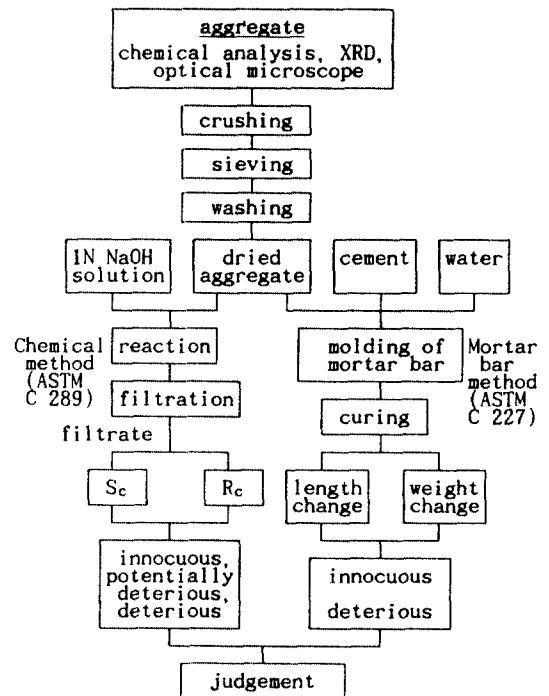 aggregate
chemical analysis, XRD,
optical microscope
crushing
sieving
washing
1N NaOH
solution
dried
aggregate
cement
water
Chemical
method
(ASTM
C 289)
reaction
molding of
mortar bar
Mortar
bar
method
(ASTM
C 227)
filtration
curing
filtrate
Sc
Rc
length
change
weight
change
innocuous,
potentially
deterious,
deterious
innocuous
deterious
judgement